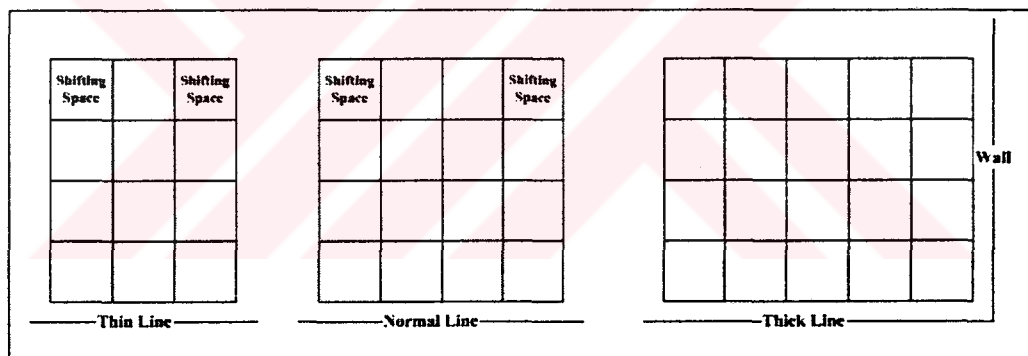 Shifting
Space
Shifting
Space
Shifting
Space
Shifting
Space
Wall
Thin Line
Normal Line
Thick Line